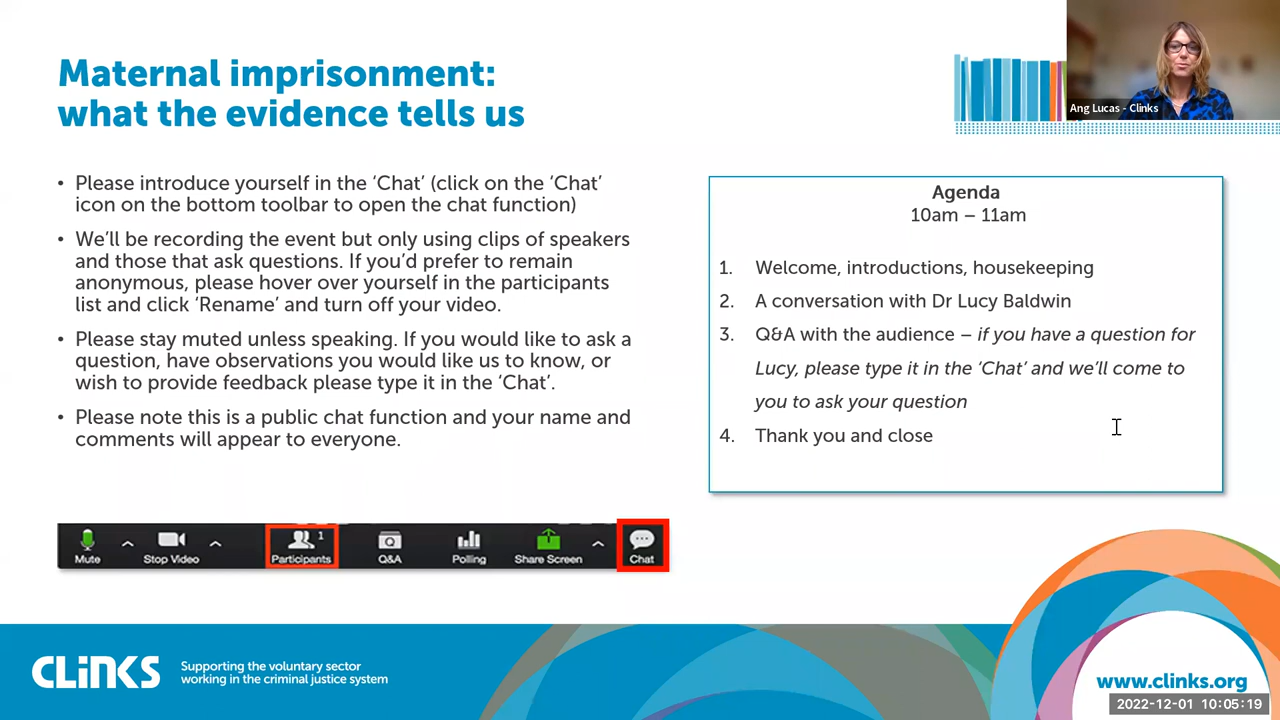 Maternal imprisonment:
what the evidence tells us
Ang Lucas - Clinks
• Please introduce yourself in the ‘Chat’ (click on the ‘Chat’
icon on the bottom toolbar to open the chat function)
• We’ll be recording the event but only using clips of speakers
and those that ask questions. If you’d prefer to remain
anonymous, please hover over yourself in the participants
list and click ‘Rename’ and turn off your video.
• Please stay muted unless speaking. If you would like to ask a
question, have observations you would like us to know, or
wish to provide feedback please type it in the ‘Chat’.
• Please note this is a public chat function and your name and
comments will appear to everyone.
Agenda
10am – 11am
1. Welcome, introductions, housekeeping
2. A conversation with Dr Lucy Baldwin
3. Q&A with the audience – if you have a question for
Lucy, please type it in the ‘Chat’ and we’ll come to
you to ask your question
4. Thank you and close
Mute Stop Video Participants 1 Q&A Polling Share Screen Chat
CLiNKS
Supporting the voluntary sector
working in the criminal justice system
www.clinks.org
2022-12-01 10:05:19